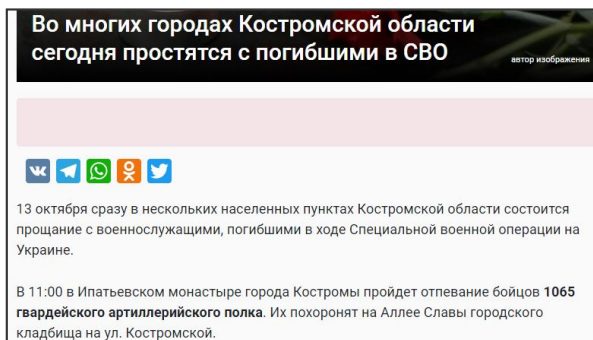 Во многих городах Костромской области
сегодня простятся с погибшими в СВО
автор изображения
13 октября сразу в нескольких населенных пунктах Костромской области состоится
прощание с военнослужащими, погибшими в ходе Специальной военной операции на
Украине.
В 11:00 в Ипатьевском монастыре города Костромы пройдет отпевание бойцов 1065
гвардейского артиллерийского полка. Их похоронят на Аллее Славы городского
кладбища на ул. Костромской.